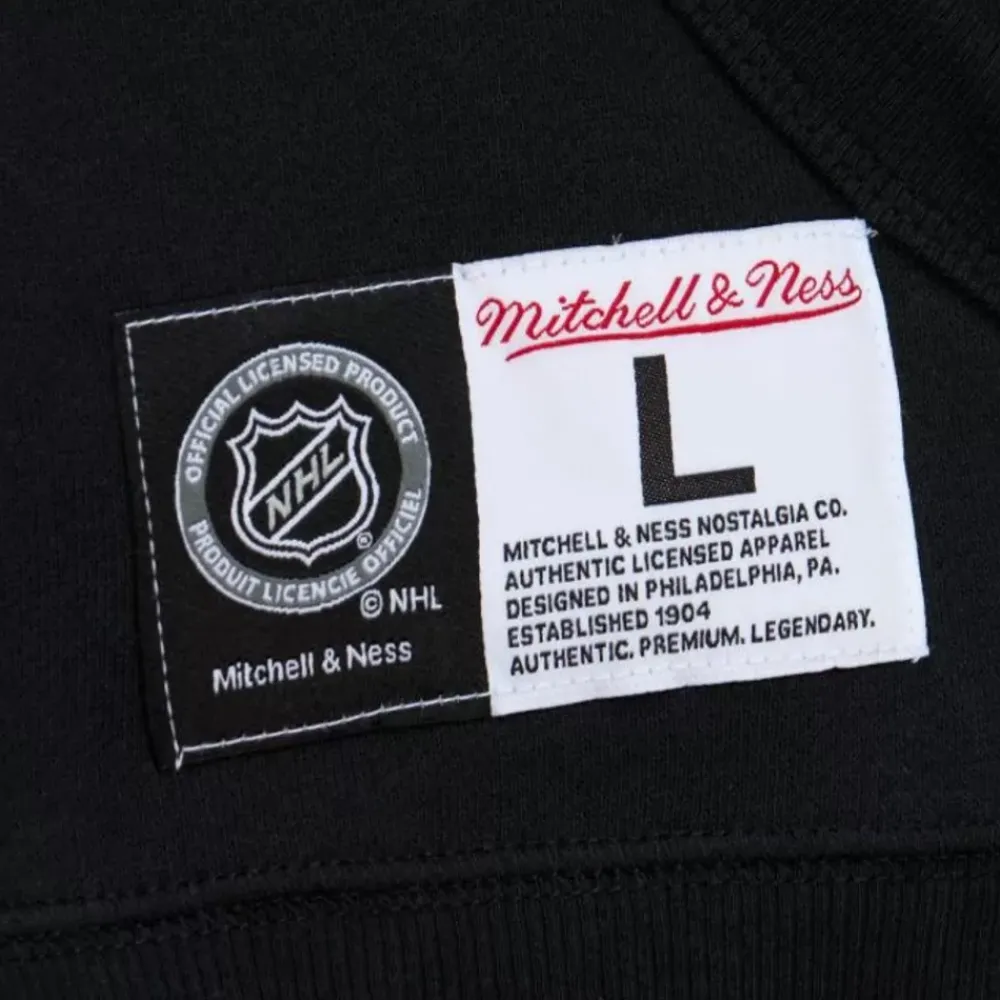 OFFICIAL LICENSED PRODUCT
NHL
®
PRODUIT LICENCIE OFFICIEL
© NHL
Mitchell & Ness
Mitchell & Ness
L
MITCHELL & NESS NOSTALGIA CO.
AUTHENTIC LICENSED APPAREL
DESIGNED IN PHILADELPHIA, PA.
ESTABLISHED 1904
AUTHENTIC. PREMIUM. LEGENDARY.